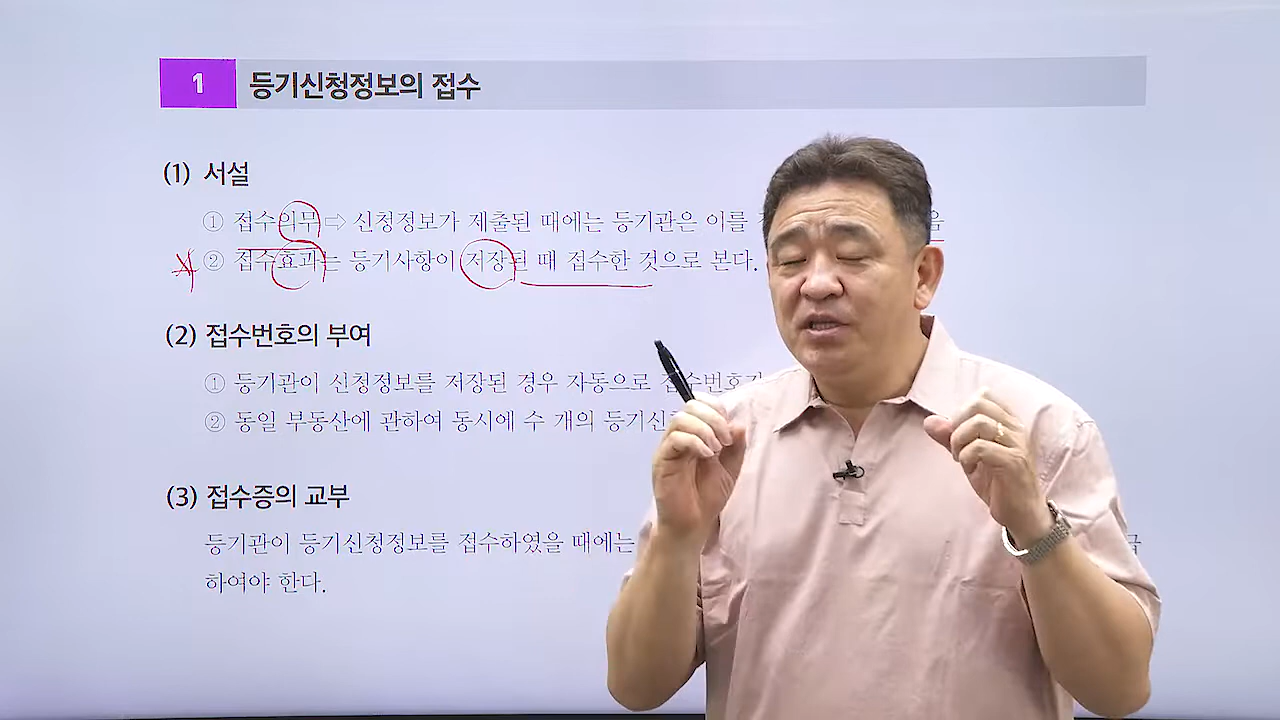 1 등기신청정보의 접수
(1) 서설
① 접수의무 ⇨ 신청정보가 제출된 때에는 등기관은 이를
② 접수효과는 등기사항이 저장된 때 접수한 것으로 본다.
(2) 접수번호의 부여
① 등기관이 신청정보를 저장된 경우 자동으로 접수번호가
② 동일 부동산에 관하여 동시에 수 개의
(3) 접수증의 교부
등기관이 등기신청정보를 접수하였을 때에는
하여야 한다.